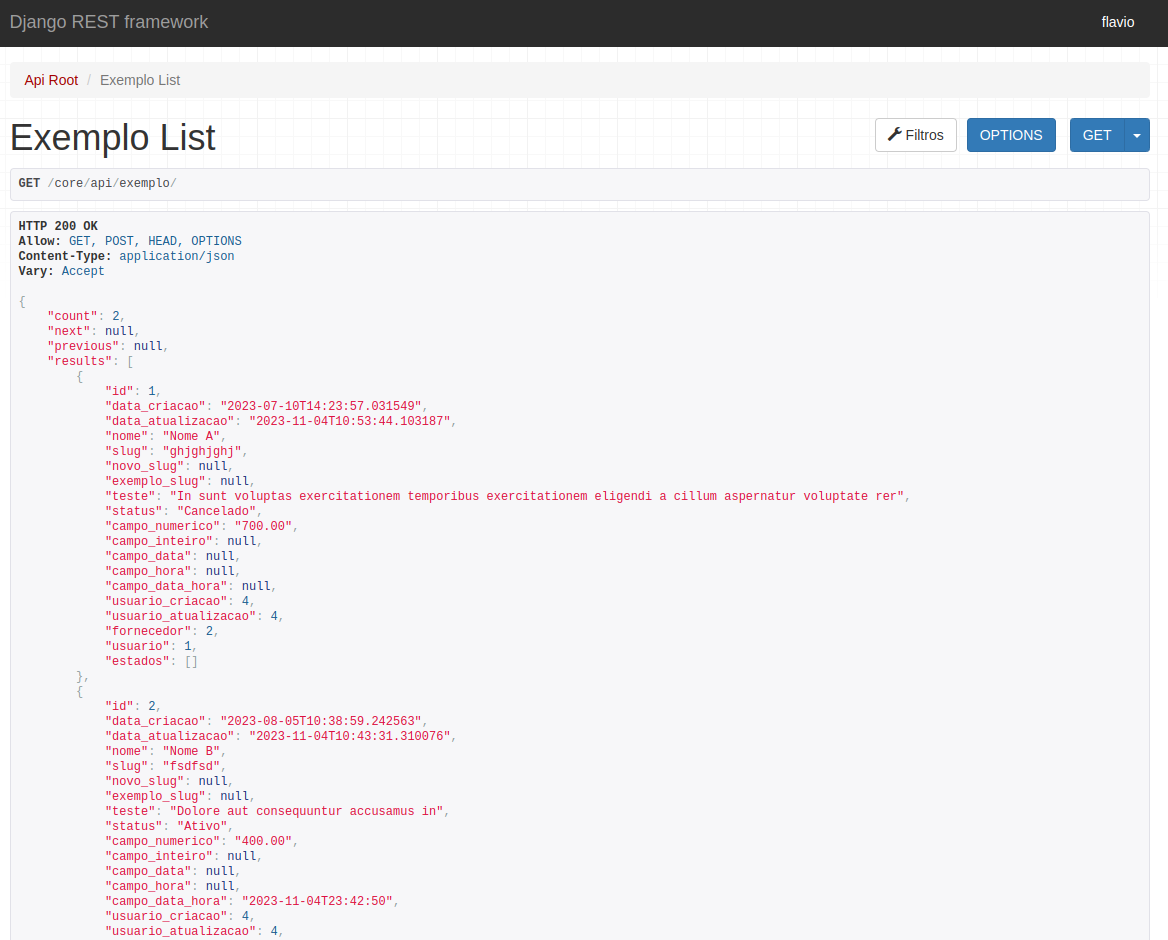 Django REST framework flavio
Api Root / Exemplo List
Exemplo List Filtros OPTIONS GET
GET /core/api/exemplo/
HTTP 200 OK
Allow: GET, POST, HEAD, OPTIONS
Content-Type: application/json
Vary: Accept
{
    "count": 2,
    "next": null,
    "previous": null,
    "results": [
        {
            "id": 1,
            "data_criacao": "2023-07-10T14:23:57.031549",
            "data_atualizacao": "2023-11-04T10:53:44.103187",
            "nome": "Nome A",
            "slug": "ghjghjghj",
            "novo_slug": null,
            "exemplo_slug": null,
            "teste": "In sunt voluptas exercitationem temporibus exercitationem eligendi a cillum aspernatur voluptate rer",
            "status": "Cancelado",
            "campo_numerico": "700.00",
            "campo_inteiro": null,
            "campo_data": null,
            "campo_hora": null,
            "campo_data_hora": null,
            "usuario_criacao": 4,
            "usuario_atualizacao": 4,
            "fornecedor": 2,
            "usuario": 1,
            "estados": []
        },
        {
            "id": 2,
            "data_criacao": "2023-08-05T10:38:59.242563",
            "data_atualizacao": "2023-11-04T10:43:31.310076",
            "nome": "Nome B",
            "slug": "fsdfsd",
            "novo_slug": null,
            "exemplo_slug": null,
            "teste": "Dolore aut consequuntur accusamus in",
            "status": "Ativo",
            "campo_numerico": "400.00",
            "campo_inteiro": null,
            "campo_data": null,
            "campo_hora": null,
            "campo_data_hora": "2023-11-04T23:42:50",
            "usuario_criacao": 4,
            "usuario_atualizacao": 4,